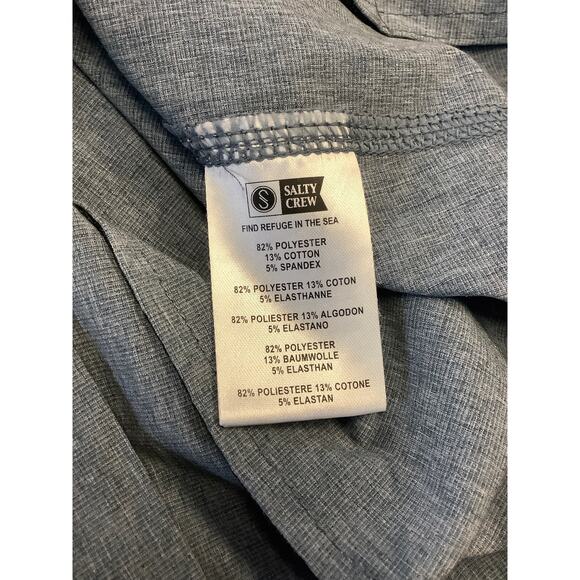 SALTY
CREW
FIND REFUGE IN THE SEA
82% POLYESTER
13% COTTON
5% SPANDEX
82% POLYESTER 13% COTON
5% ELASTHANNE
82% POLIESTER 13% ALGODON
5% ELASTANO
82% POLYESTER
13% BAUMWOLLE
5% ELASTHAN
82% POLIESTERE 13% COTONE
5% ELASTAN